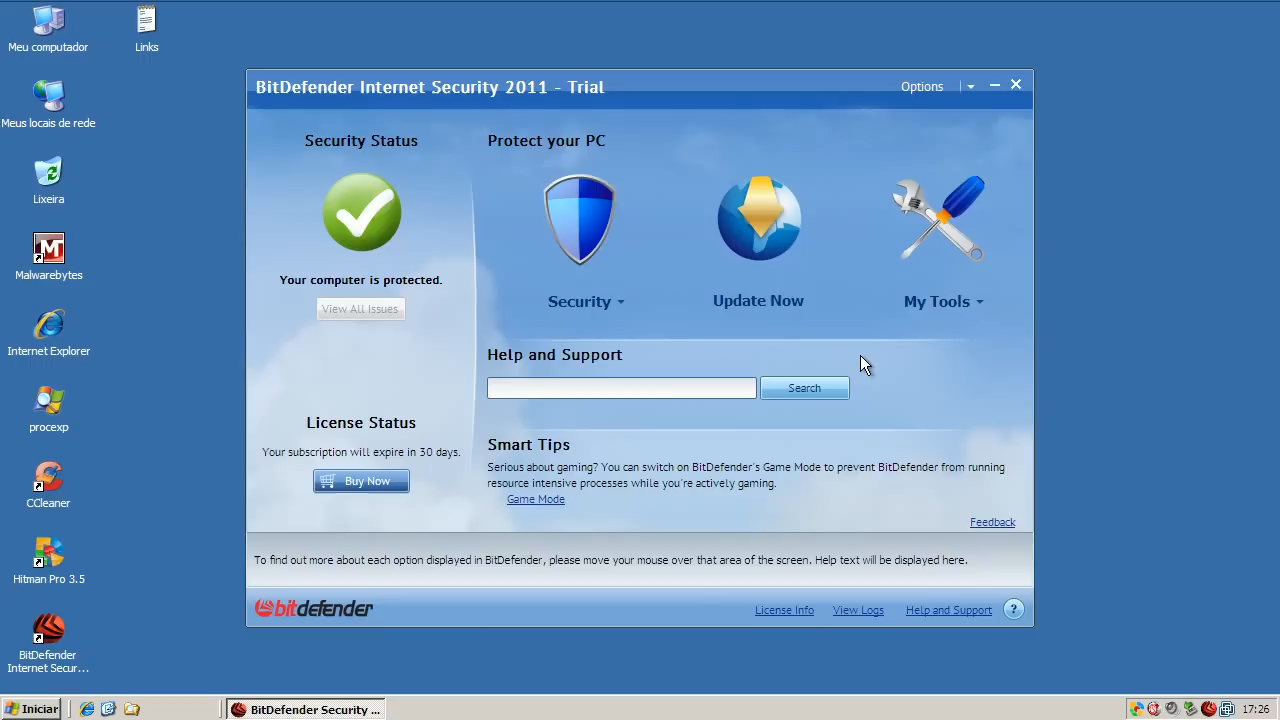 Meu computador
Links
Meus locais de rede
Lixeira
Malwarebytes
Internet Explorer
procexp
CCleaner
Hitman Pro 3.5
BitDefender
Internet Secur...
BitDefender Internet Security 2011 - Trial
Options
Security Status
Your computer is protected.
View All Issues
License Status
Your subscription will expire in 30 days.
Buy Now
Protect your PC
Security
Update Now
My Tools
Help and Support
Search
Smart Tips
Serious about gaming? You can switch on BitDefender's Game Mode to prevent BitDefender from running
resource intensive processes while you're actively gaming.
Game Mode
Feedback
To find out more about each option displayed in BitDefender, please move your mouse over that area of the screen. Help text will be displayed here.
bitdefender
License Info
View Logs
Help and Support
?
Iniciar
BitDefender Security ...
17:26